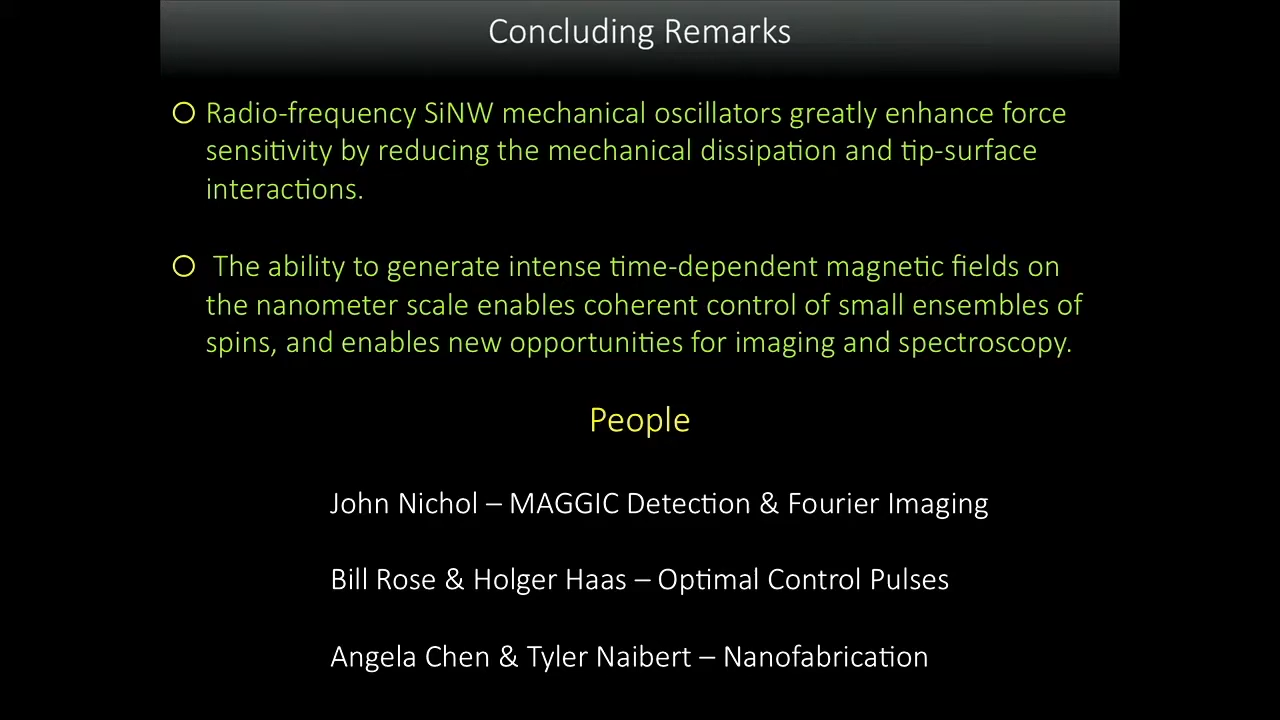 Concluding Remarks
Radio-frequency SiNW mechanical oscillators greatly enhance force
sensitivity by reducing the mechanical dissipation and tip-surface
interactions.
The ability to generate intense time-dependent magnetic fields on
the nanometer scale enables coherent control of small ensembles of
spins, and enables new opportunities for imaging and spectroscopy.
People
John Nichol – MAGGIC Detection & Fourier Imaging
Bill Rose & Holger Haas – Optimal Control Pulses
Angela Chen & Tyler Naibert – Nanofabrication